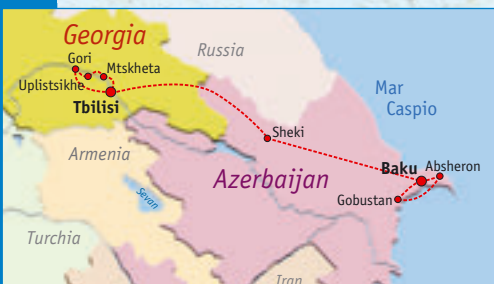 Georgia
Russia
Gori
Mtskheta
Uplistsikhe
Tbilisi
Mar
Caspio
Sheki
Armenia
Baku
Absheron
Azerbaijan
Sevan
Gobustan
Turchia
Iran